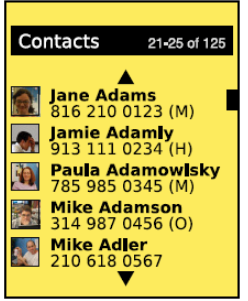 Contacts 21-25 of 125
Jane Adams
816 210 0123 (M)
Jamie Adamly
913 111 0234 (H)
Paula Adamowlsky
785 985 0345 (M)
Mike Adamson
314 987 0456 (O)
Mike Adler
210 618 0567